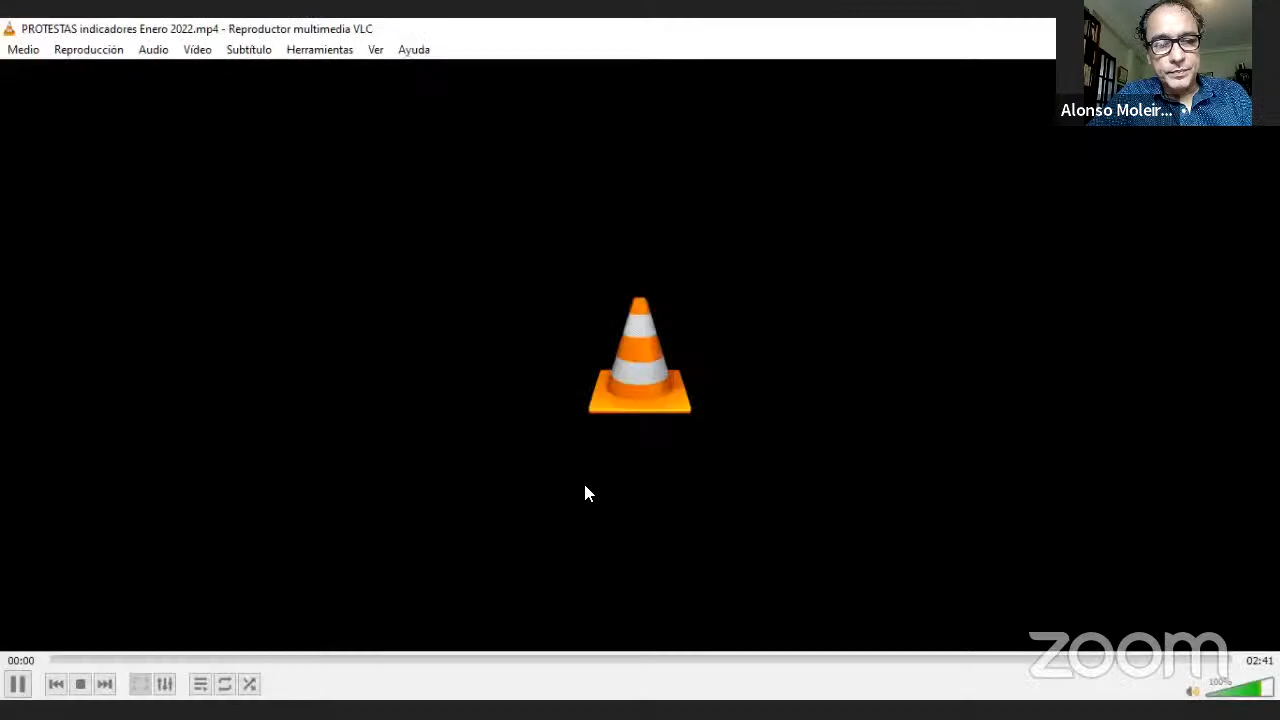 PROTESTAS indicadores Enero 2022.mp4 - Reproductor multimedia VLC
Medio Reproducción Audio Vídeo Subtítulo Herramientas Ver Ayuda
Alonso Moleir...
zoom
00:00
02:41
100%